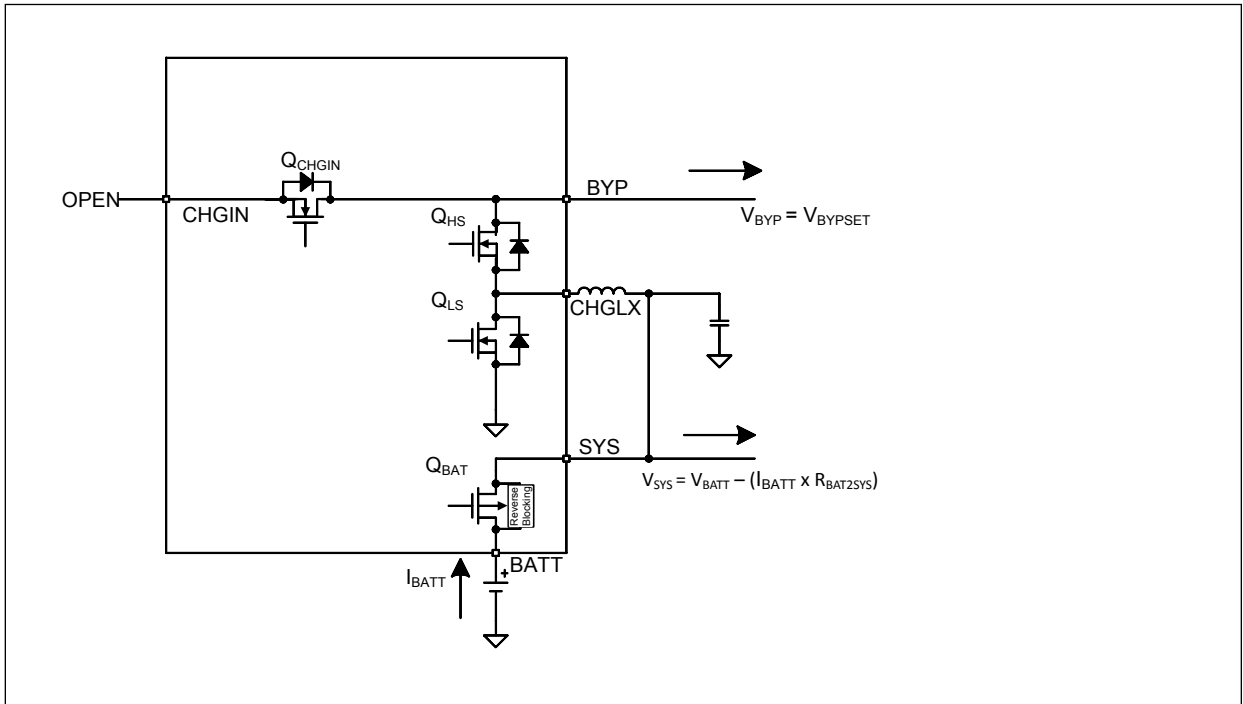 QCHGIN
OPEN
CHGIN
BYP
VBYP = VBYPSET
QHS
QLS
CHGLX
SYS
VSYS = VBATT – (IBATT x RBAT2SYS)
QBAT
Reverse
Blocking
BATT
+
IBATT